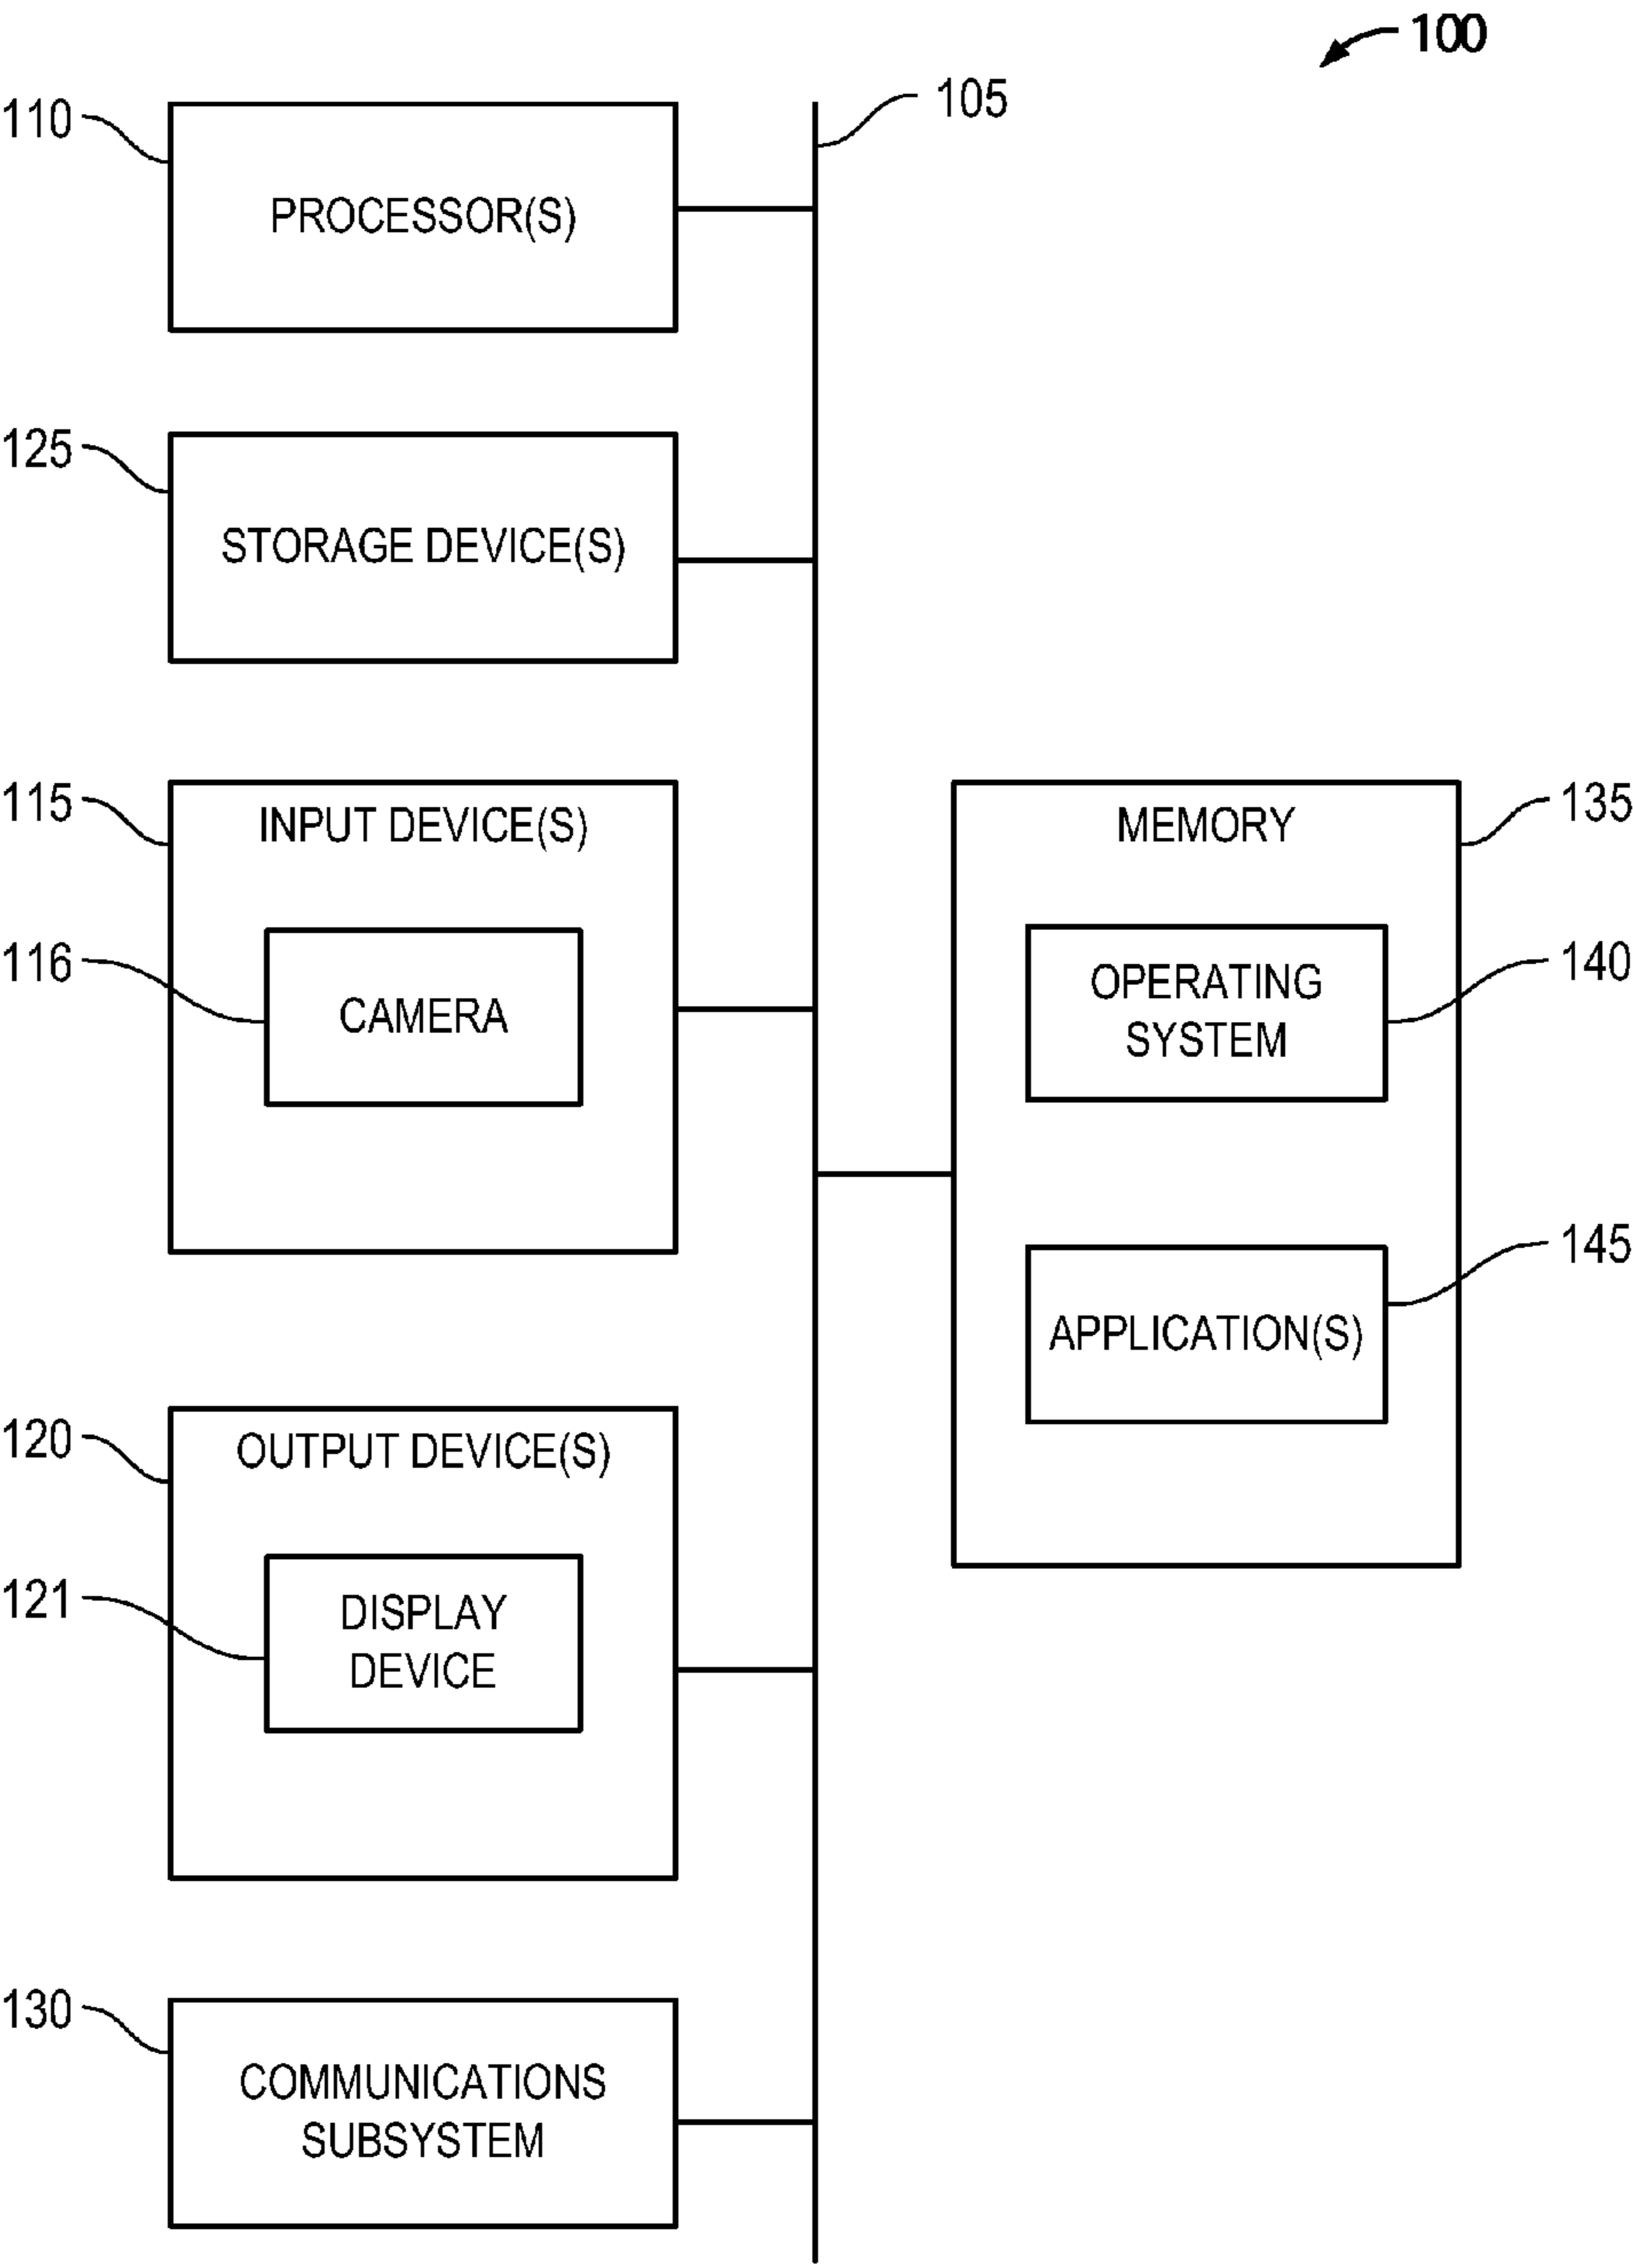 100
105
110
PROCESSOR(S)
125
STORAGE DEVICE(S)
115
INPUT DEVICE(S)
116
CAMERA
MEMORY
135
OPERATING
SYSTEM
140
APPLICATION(S)
145
120
OUTPUT DEVICE(S)
121
DISPLAY
DEVICE
130
COMMUNICATIONS
SUBSYSTEM